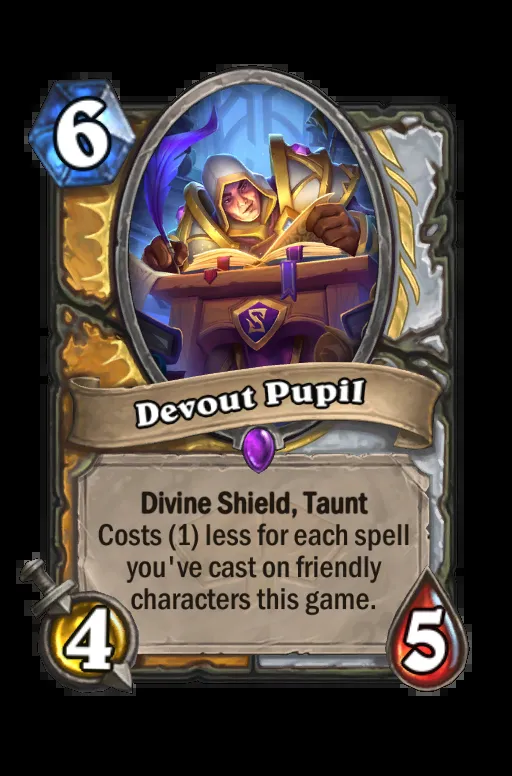 6
Devout Pupil
Divine Shield, Taunt
Costs (1) less for each spell
you've cast on friendly
characters this game.
4
5